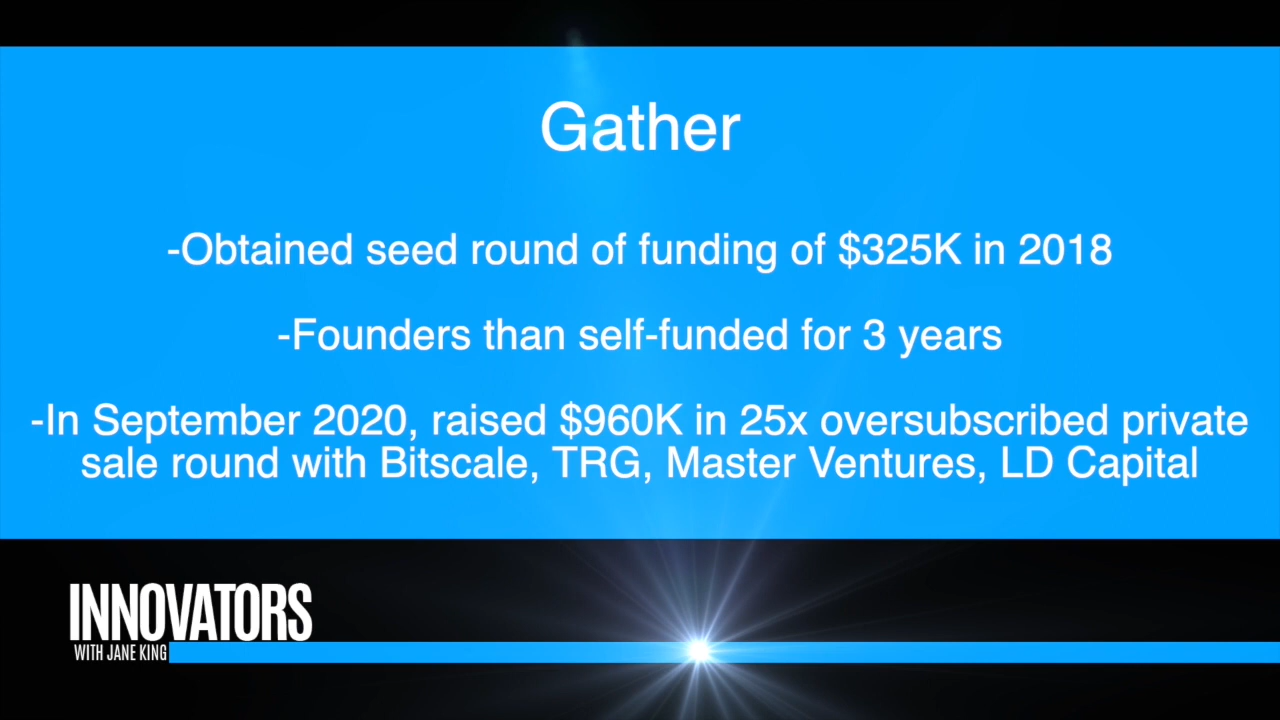 Gather
-Obtained seed round of funding of $325K in 2018
-Founders than self-funded for 3 years
-In September 2020, raised $960K in 25x oversubscribed private
sale round with Bitscale, TRG, Master Ventures, LD Capital
INNOVATORS
WITH JANE KING